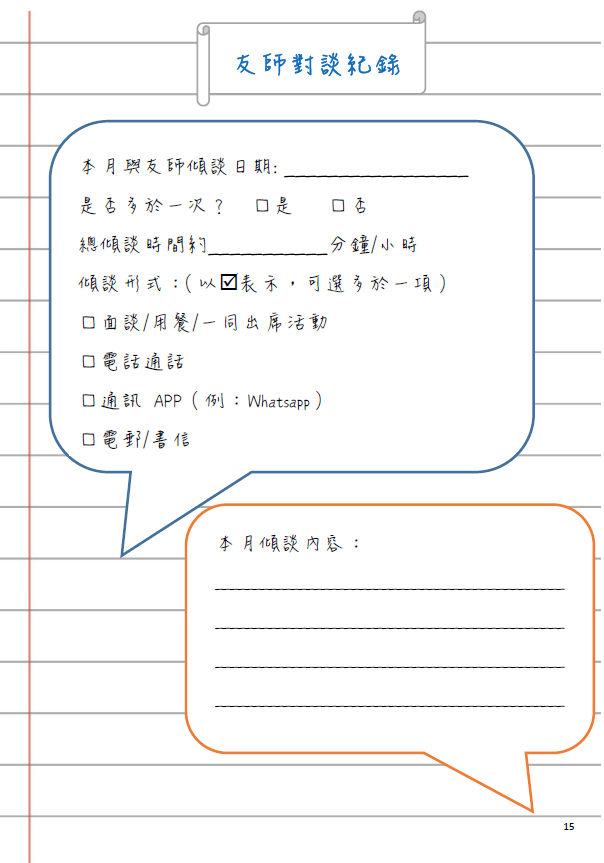 友師對談紀錄
本月與友師傾談日期: ____________________
是否多於一次？ □是 □否
總傾談時間約_____________分鐘/小時
傾談形式：(以☑表示，可選多於一項)
□面談/用餐/一同出席活動
□電話通話
□通訊 APP (例：Whatsapp)
□電郵/書信
本月傾談內容：
15